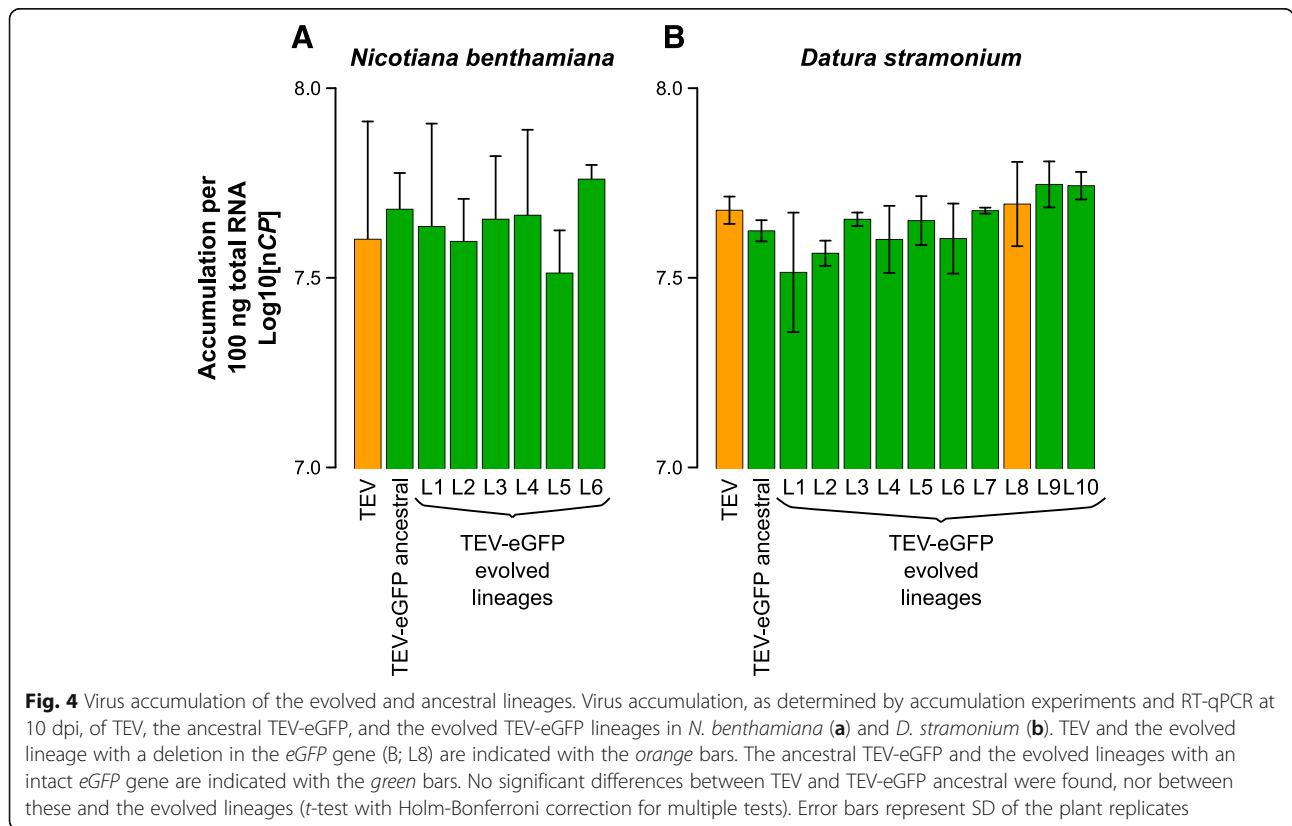 A
Nicotiana benthamiana
B
Datura stramonium
Accumulation per
100 ng total RNA
Log10[nCP]
8.0
7.5
7.0
TEV
TEV-eGFP ancestral
L1 L2 L3 L4 L5 L6
TEV-eGFP
evolved
lineages
8.0
7.5
7.0
TEV
TEV-eGFP ancestral
L1 L2 L3 L4 L5 L6 L7 L8 L9 L10
TEV-eGFP
evolved
lineages
Fig. 4 Virus accumulation of the evolved and ancestral lineages. Virus accumulation, as determined by accumulation experiments and RT-qPCR at
10 dpi, of TEV, the ancestral TEV-eGFP, and the evolved TEV-eGFP lineages in N. benthamiana (a) and D. stramonium (b). TEV and the evolved
lineage with a deletion in the eGFP gene (B; L8) are indicated with the orange bars. The ancestral TEV-eGFP and the evolved lineages with an
intact eGFP gene are indicated with the green bars. No significant differences between TEV and TEV-eGFP ancestral were found, nor between
these and the evolved lineages (t-test with Holm-Bonferroni correction for multiple tests). Error bars represent SD of the plant replicates